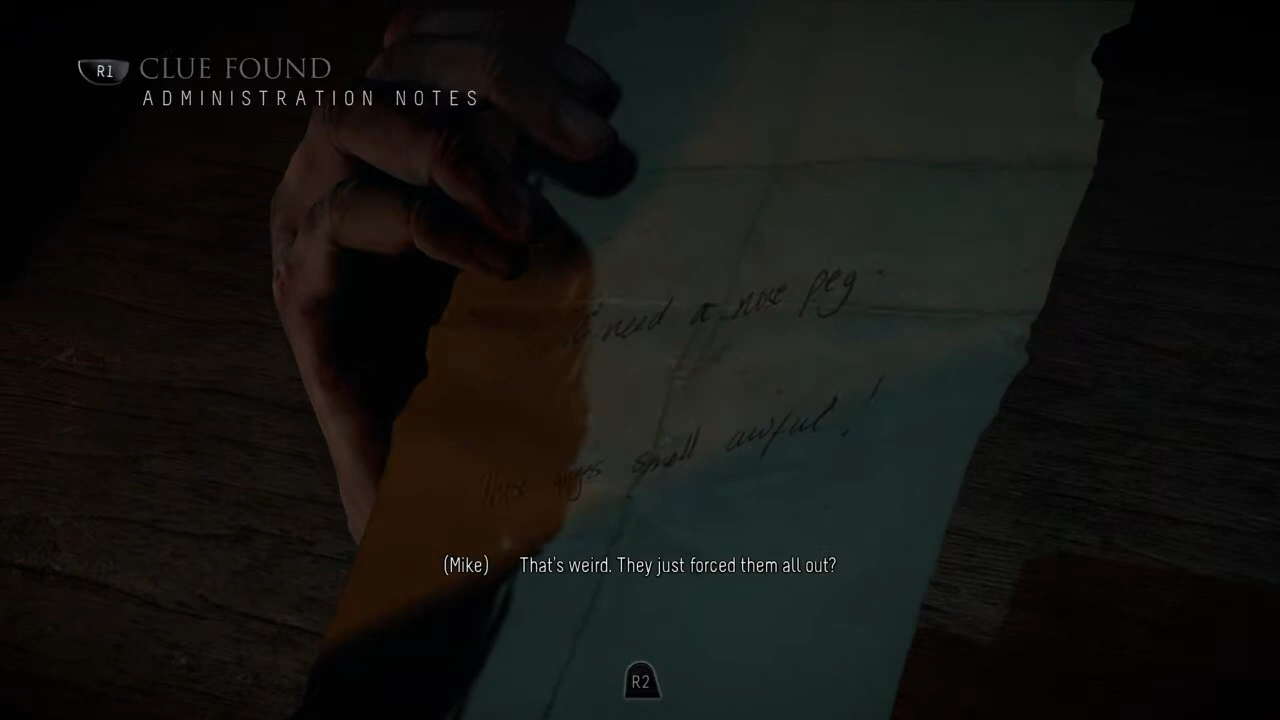 R1 CLUE FOUND
ADMINISTRATION NOTES
need a nose peg
smell awful!
(Mike) That's weird. They just forced them all out?
R2